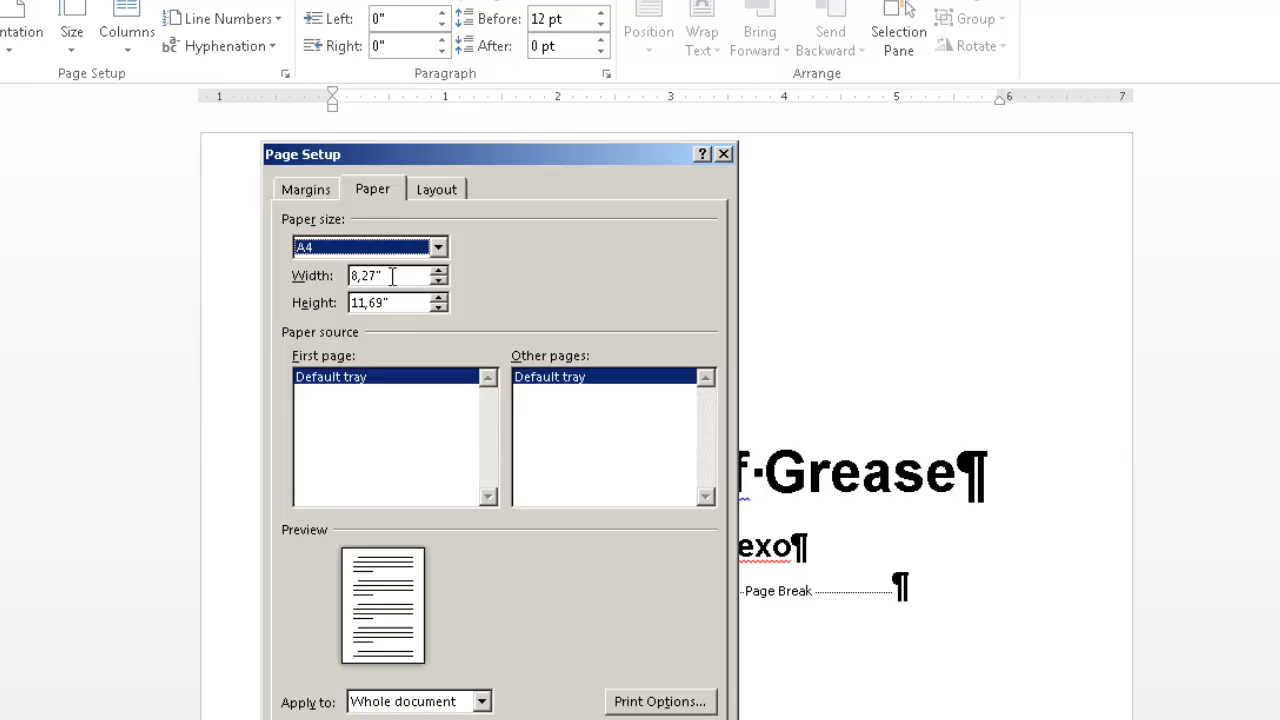 ntation Size Columns Line Numbers Left: 0" Before: 12 pt Position Wrap Text Bring Forward Send Backward Selection Pane Group
Hyphenation Right: 0" After: 0 pt Rotate
Page Setup Paragraph Arrange
1 1 2 3 4 5 6 7
Page Setup
Margins Paper Layout
Paper size:
A4
Width: 8,27"
Height: 11,69"
Paper source
First page: Other pages:
Default tray Default tray
f·Grease¶
Preview
exo¶
Page Break ¶
Apply to: Whole document Print Options...